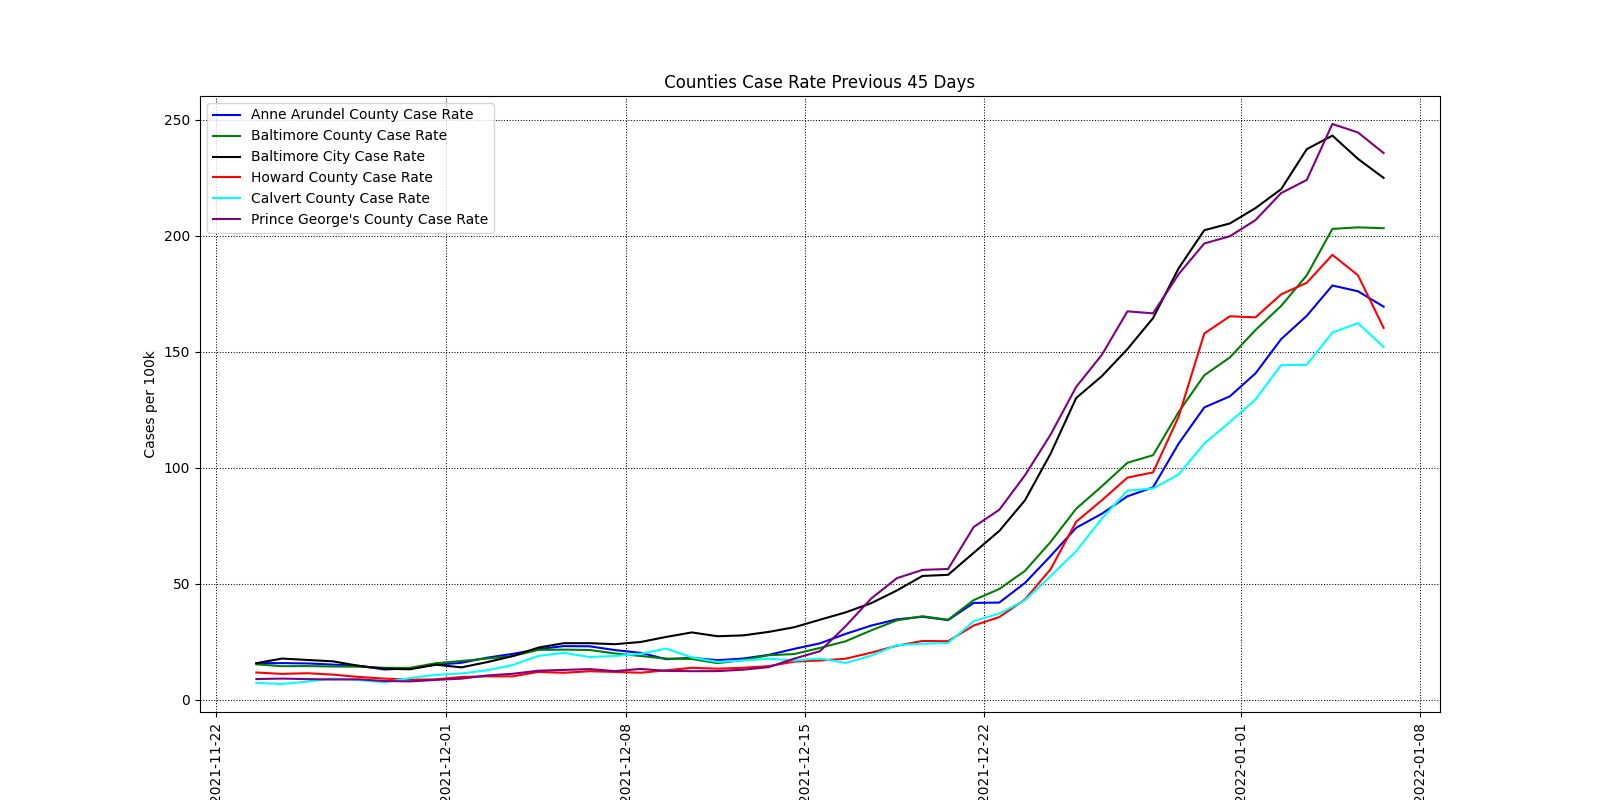 Counties Case Rate Previous 45 Days
Anne Arundel County Case Rate
Baltimore County Case Rate
Baltimore City Case Rate
Howard County Case Rate
Calvert County Case Rate
Prince George's County Case Rate
Cases per 100k
250
200
150
100
50
0
2021-11-22
2021-12-01
2021-12-08
2021-12-15
2021-12-22
2022-01-01
2022-01-08